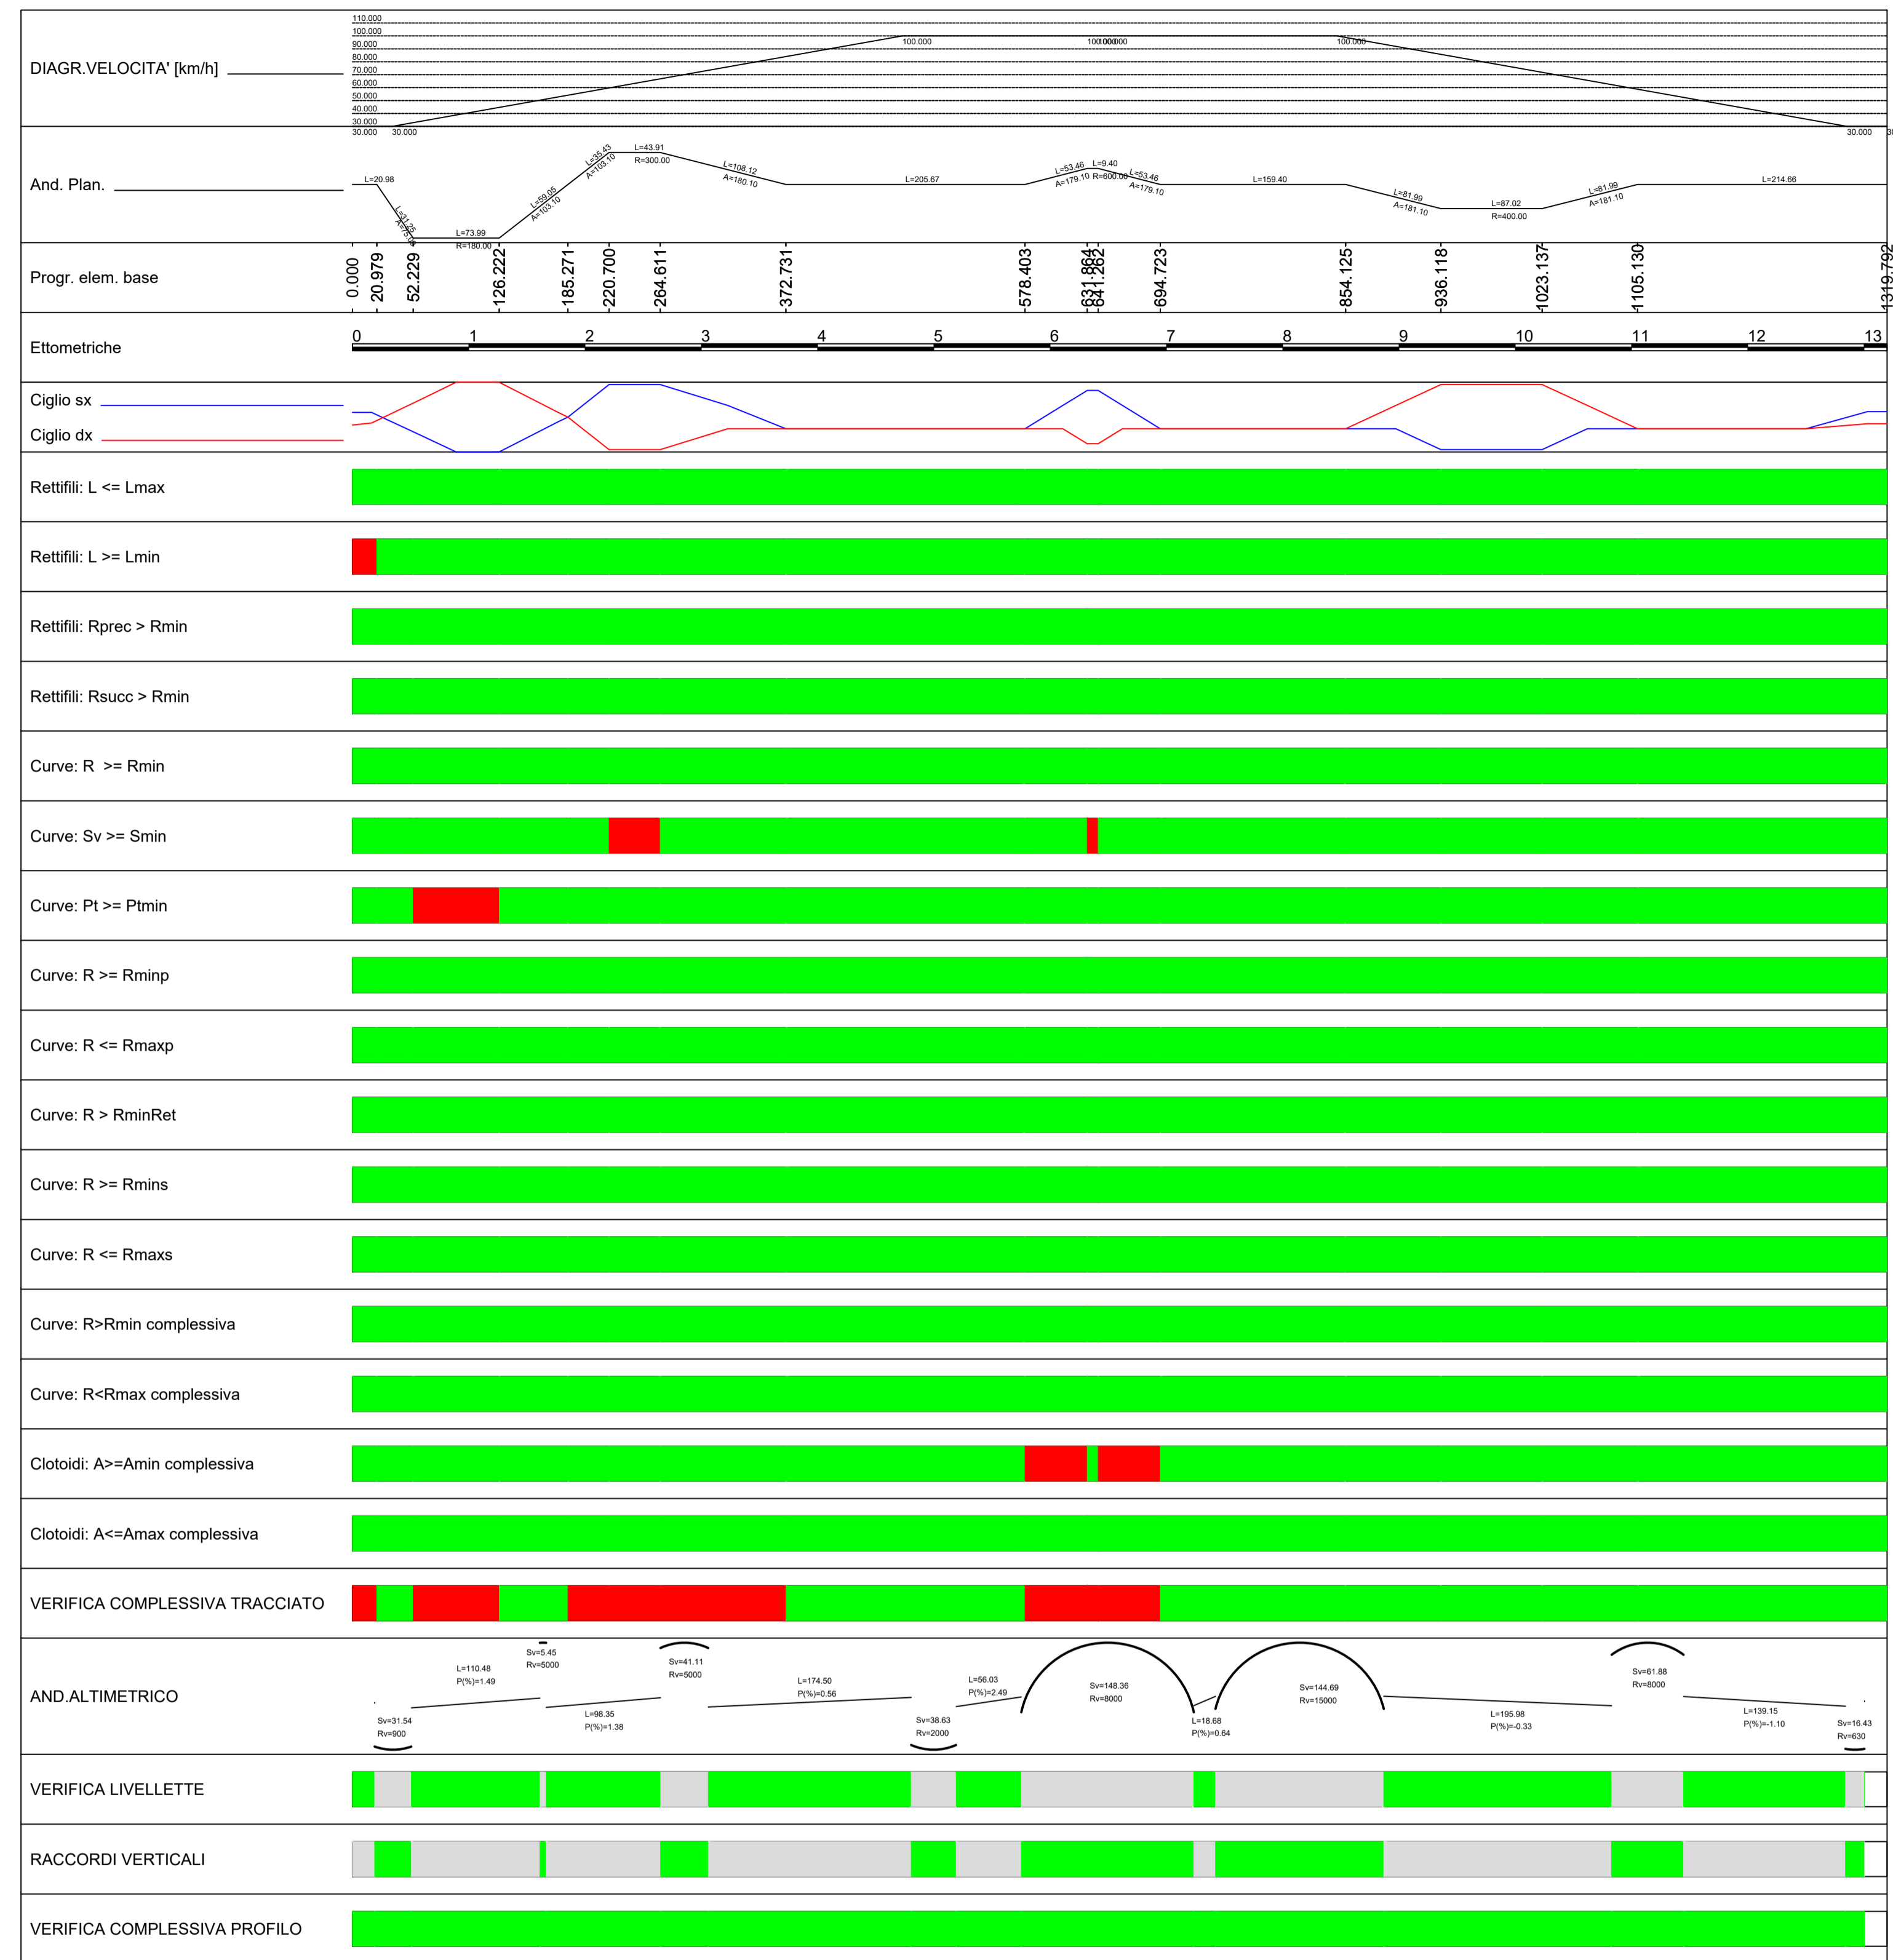 110.000
100.000
90.000
80.000
70.000
60.000
50.000
40.000
30.000
DIAGR.VELOCITA' [km/h]
100.000
100.000
100.000
30.000
30.000
30.000
And. Plan.
L=20.98
L=31.25
L=73.99
R=180.00
L=59.05
A=103.10
L=35.43
A=103.10
L=43.91
R=300.00
L=108.12
A=180.10
L=205.67
L=53.46
A=179.10
L=9.40
R=600.00
L=53.46
A=179.10
L=159.40
L=81.99
A=181.10
L=87.02
R=400.00
L=81.99
A=181.10
L=214.66
Progr. elem. base
0.000
20.979
52.229
126.222
185.271
220.700
264.611
372.731
578.403
631.864
641.262
694.723
854.125
936.118
1023.137
1105.130
1319.792
Ettometriche
0 1 2 3 4 5 6 7 8 9 10 11 12 13
Ciglio sx
Ciglio dx
Rettifili: L <= Lmax
Rettifili: L >= Lmin
Rettifili: Rprec > Rmin
Rettifili: Rsucc > Rmin
Curve: R >= Rmin
Curve: Sv >= Smin
Curve: Pt >= Ptmin
Curve: R >= Rminp
Curve: R <= Rmaxp
Curve: R > RminRet
Curve: R >= Rmins
Curve: R <= Rmaxs
Curve: R>Rmin complessiva
Curve: R<Rmax complessiva
Clotoidi: A>=Amin complessiva
Clotoidi: A<=Amax complessiva
VERIFICA COMPLESSIVA TRACCIATO
AND.ALTIMETRICO
Sv=31.54
Rv=900
L=110.48
P(%)=1.49
Sv=5.45
Rv=5000
L=98.35
P(%)=1.38
Sv=41.11
Rv=5000
L=174.50
P(%)=0.56
Sv=38.63
Rv=2000
L=56.03
P(%)=2.49
Sv=148.36
Rv=8000
L=18.68
P(%)=0.64
Sv=144.69
Rv=15000
L=195.98
P(%)=-0.33
Sv=61.88
Rv=8000
L=139.15
P(%)=-1.10
Sv=16.43
Rv=630
VERIFICA LIVELLETTE
RACCORDI VERTICALI
VERIFICA COMPLESSIVA PROFILO